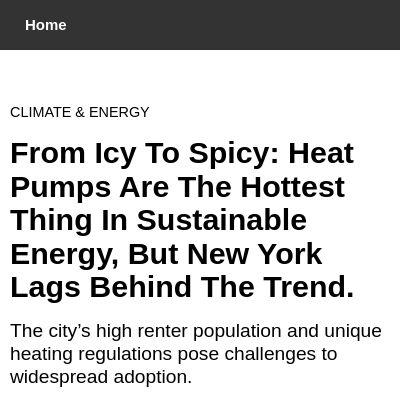 Home
CLIMATE & ENERGY
From Icy To Spicy: Heat
Pumps Are The Hottest
Thing In Sustainable
Energy, But New York
Lags Behind The Trend.
The city’s high renter population and unique
heating regulations pose challenges to
widespread adoption.